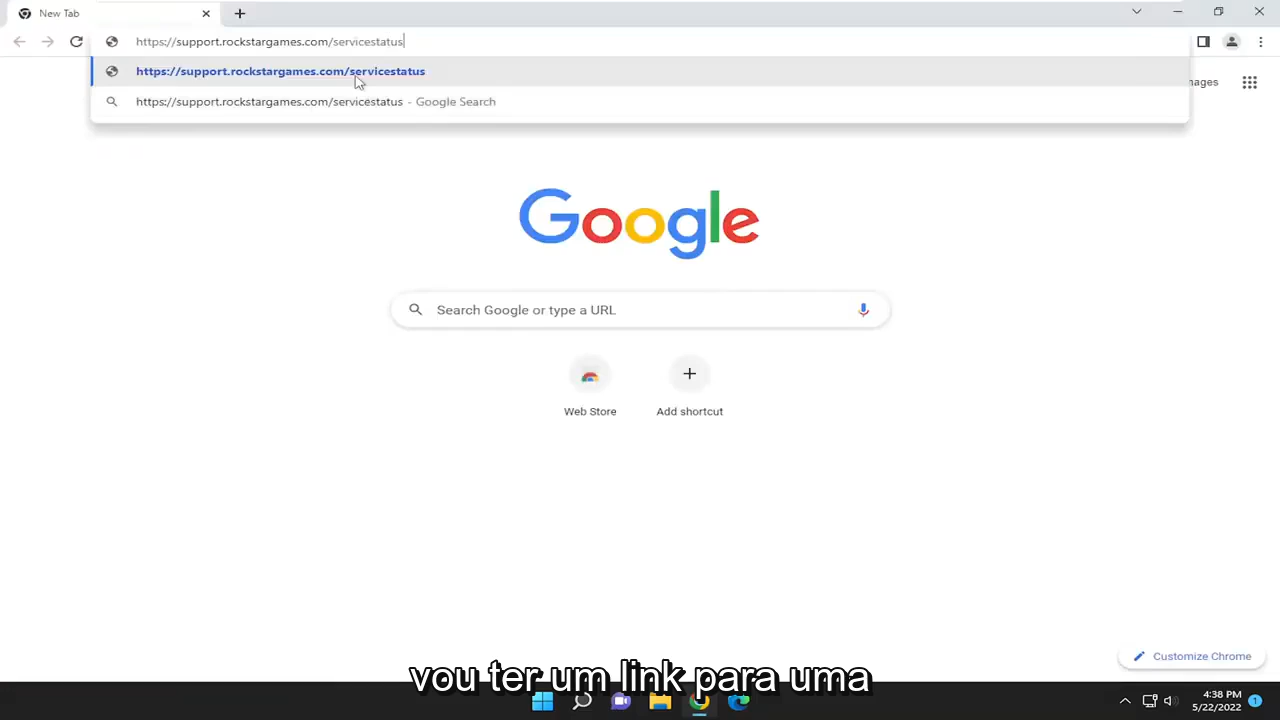 New Tab
https://support.rockstargames.com/servicestatus
https://support.rockstargames.com/servicestatus
https://support.rockstargames.com/servicestatus - Google Search
Google
Search Google or type a URL
Web Store
Add shortcut
Customize Chrome
vou ter um link para uma
4:38 PM
5/22/2022
1